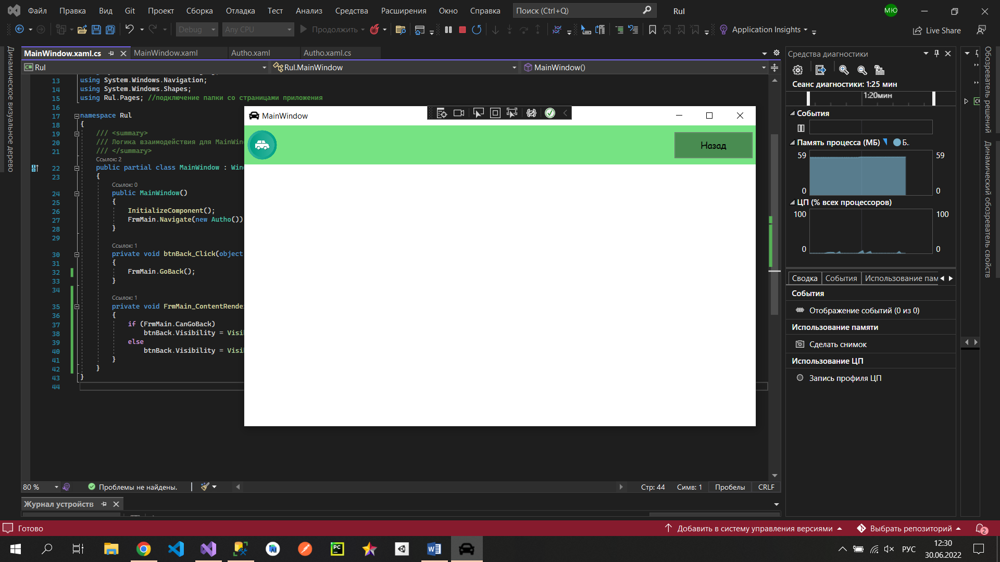 Файл Правка Вид Git Проект Сборка Отладка Тест Анализ Средства Расширения Окно Справка Поиск (Ctrl+Q) Rul МЮ
Debug Any CPU Продолжить Application Insights Live Share
Динамическое визуальное дерево
MainWindow.xaml.cs MainWindow.xaml Autho.xaml Autho.xaml.cs
Rul Rul.MainWindow MainWindow()
13 using System.Windows.Navigation;
14 using System.Windows.Shapes;
15 using Rul.Pages; //подключение папки со страницами приложения
16
17 namespace Rul
18 {
19 /// <summary>
20 /// Логика взаимодействия для MainWin
21 /// </summary>
Ссылок: 2
22 public partial class MainWindow : Win
23 {
Ссылок: 0
24 public MainWindow()
25 {
26 InitializeComponent();
27 FrmMain.Navigate(new Autho())
28 }
29
Ссылок: 1
30 private void btnBack_Click(object
31 {
32 FrmMain.GoBack();
33 }
34
Ссылок: 1
35 private void FrmMain_ContentRende
36 {
37 if (FrmMain.CanGoBack)
38 btnBack.Visibility = Visi
39 else
40 btnBack.Visibility = Visi
41 }
42 }
43 }
44
MainWindow
Назад
80 % Проблемы не найдены. Стр: 44 Симв: 1 Пробелы CRLF
Журнал устройств
Средства диагностики
Сеанс диагностики: 1:25 мин
1:20мин
События
Память процесса (МБ) Б..
59 59
0 0
ЦП (% всех процессоров)
100 100
0 0
Сводка События Использование пам
События
Отображение событий (0 из 0)
Использование памяти
Сделать снимок
Использование ЦП
Запись профиля ЦП
Обозреватель решений
Динамический обозреватель свойств
Готово Добавить в систему управления версиями Выбрать репозиторий 2
PC W РУС 12:30
30.06.2022